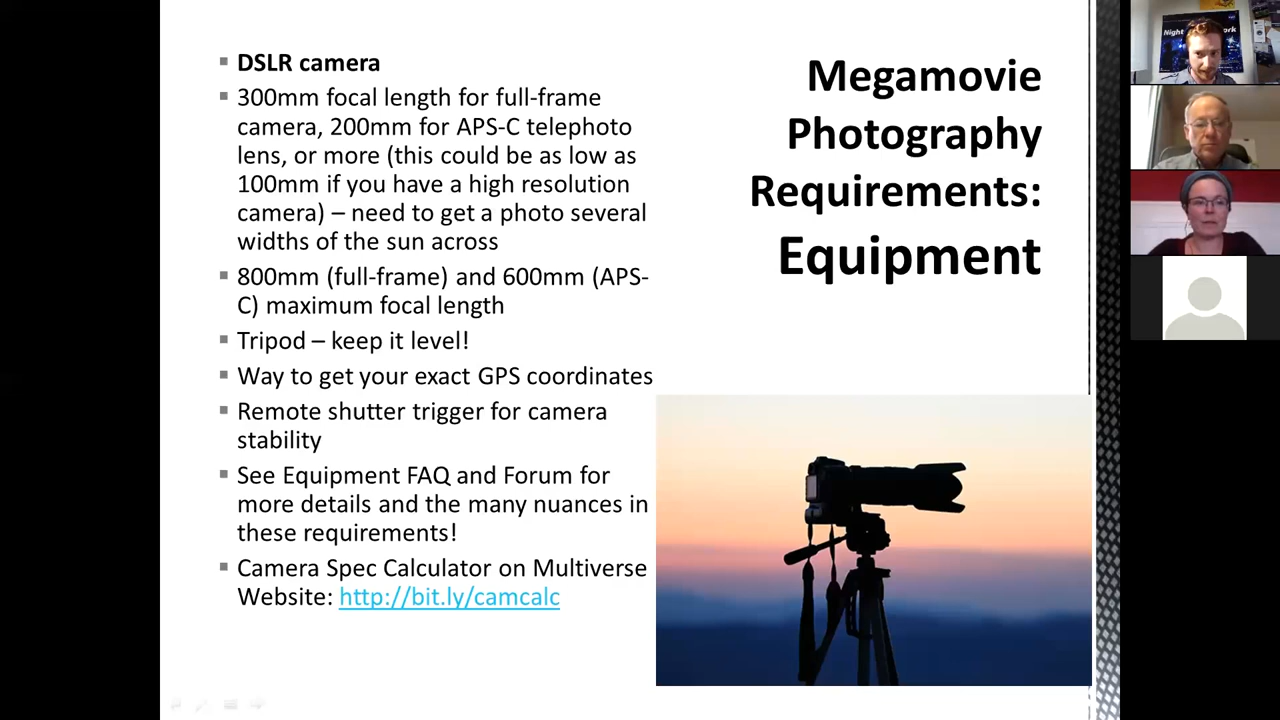 DSLR camera
300mm focal length for full-frame
camera, 200mm for APS-C telephoto
lens, or more (this could be as low as
100mm if you have a high resolution
camera) – need to get a photo several
widths of the sun across
800mm (full-frame) and 600mm (APS-
C) maximum focal length
Tripod – keep it level!
Way to get your exact GPS coordinates
Remote shutter trigger for camera
stability
See Equipment FAQ and Forum for
more details and the many nuances in
these requirements!
Camera Spec Calculator on Multiverse
Website: http://bit.ly/camcalc
Megamovie
Photography
Requirements:
Equipment
Night